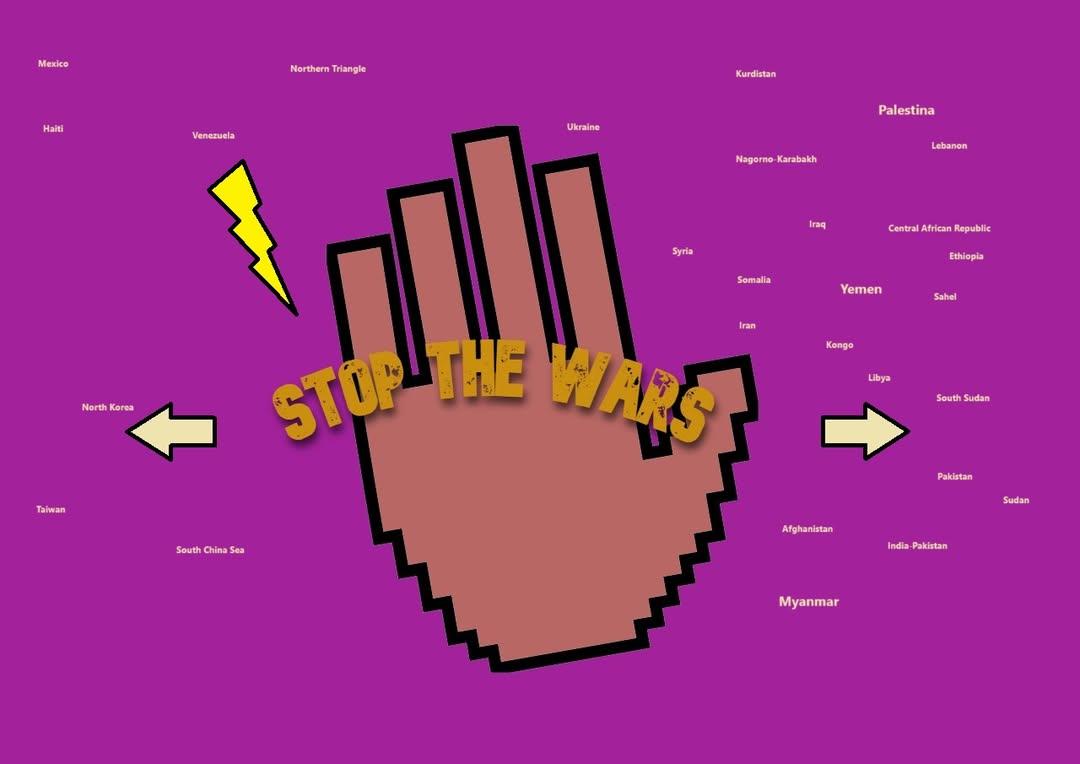 Mexico
Northern Triangle
Kurdistan
Palestina
Haiti
Venezuela
Ukraine
Lebanon
Nagorno-Karabakh
Iraq
Central African Republic
Syria
Ethiopia
Somalia
Yemen
Sahel
Iran
Kongo
STOP THE WARS
Libya
South Sudan
North Korea
Pakistan
Sudan
Taiwan
Afghanistan
South China Sea
India-Pakistan
Myanmar